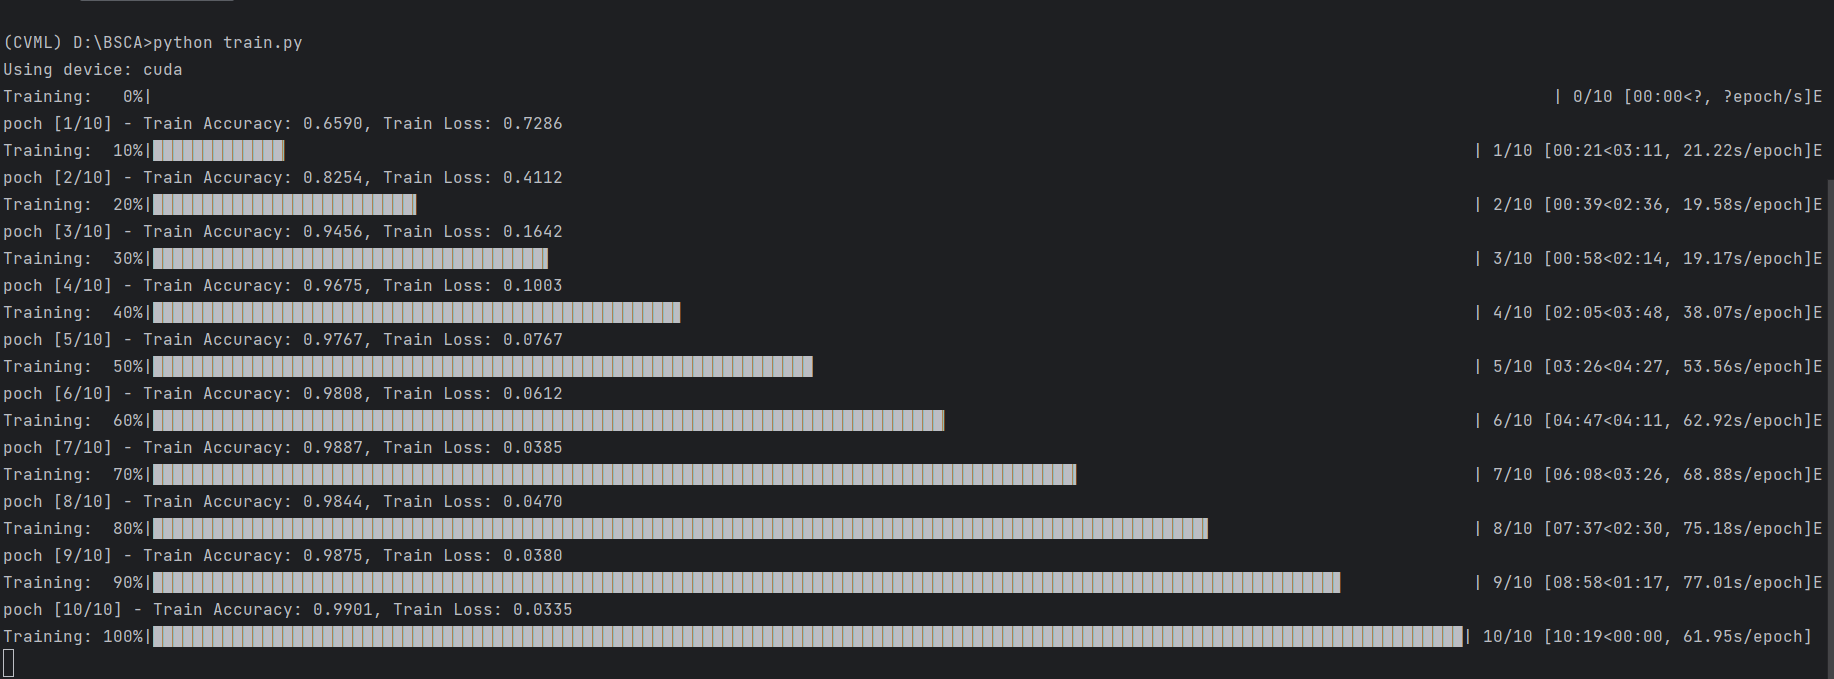 (CVML) D:\BSCA>python train.py
Using device: cuda
Training:   0%|          | 0/10 [00:00<?, ?epoch/s]E
poch [1/10] - Train Accuracy: 0.6590, Train Loss: 0.7286
Training:  10%|          | 1/10 [00:21<03:11, 21.22s/epoch]E
poch [2/10] - Train Accuracy: 0.8254, Train Loss: 0.4112
Training:  20%|          | 2/10 [00:39<02:36, 19.58s/epoch]E
poch [3/10] - Train Accuracy: 0.9456, Train Loss: 0.1642
Training:  30%|          | 3/10 [00:58<02:14, 19.17s/epoch]E
poch [4/10] - Train Accuracy: 0.9675, Train Loss: 0.1003
Training:  40%|          | 4/10 [02:05<03:48, 38.07s/epoch]E
poch [5/10] - Train Accuracy: 0.9767, Train Loss: 0.0767
Training:  50%|          | 5/10 [03:26<04:27, 53.56s/epoch]E
poch [6/10] - Train Accuracy: 0.9808, Train Loss: 0.0612
Training:  60%|          | 6/10 [04:47<04:11, 62.92s/epoch]E
poch [7/10] - Train Accuracy: 0.9887, Train Loss: 0.0385
Training:  70%|          | 7/10 [06:08<03:26, 68.88s/epoch]E
poch [8/10] - Train Accuracy: 0.9844, Train Loss: 0.0470
Training:  80%|          | 8/10 [07:37<02:30, 75.18s/epoch]E
poch [9/10] - Train Accuracy: 0.9875, Train Loss: 0.0380
Training:  90%|          | 9/10 [08:58<01:17, 77.01s/epoch]E
poch [10/10] - Train Accuracy: 0.9901, Train Loss: 0.0335
Training: 100%|          | 10/10 [10:19<00:00, 61.95s/epoch]